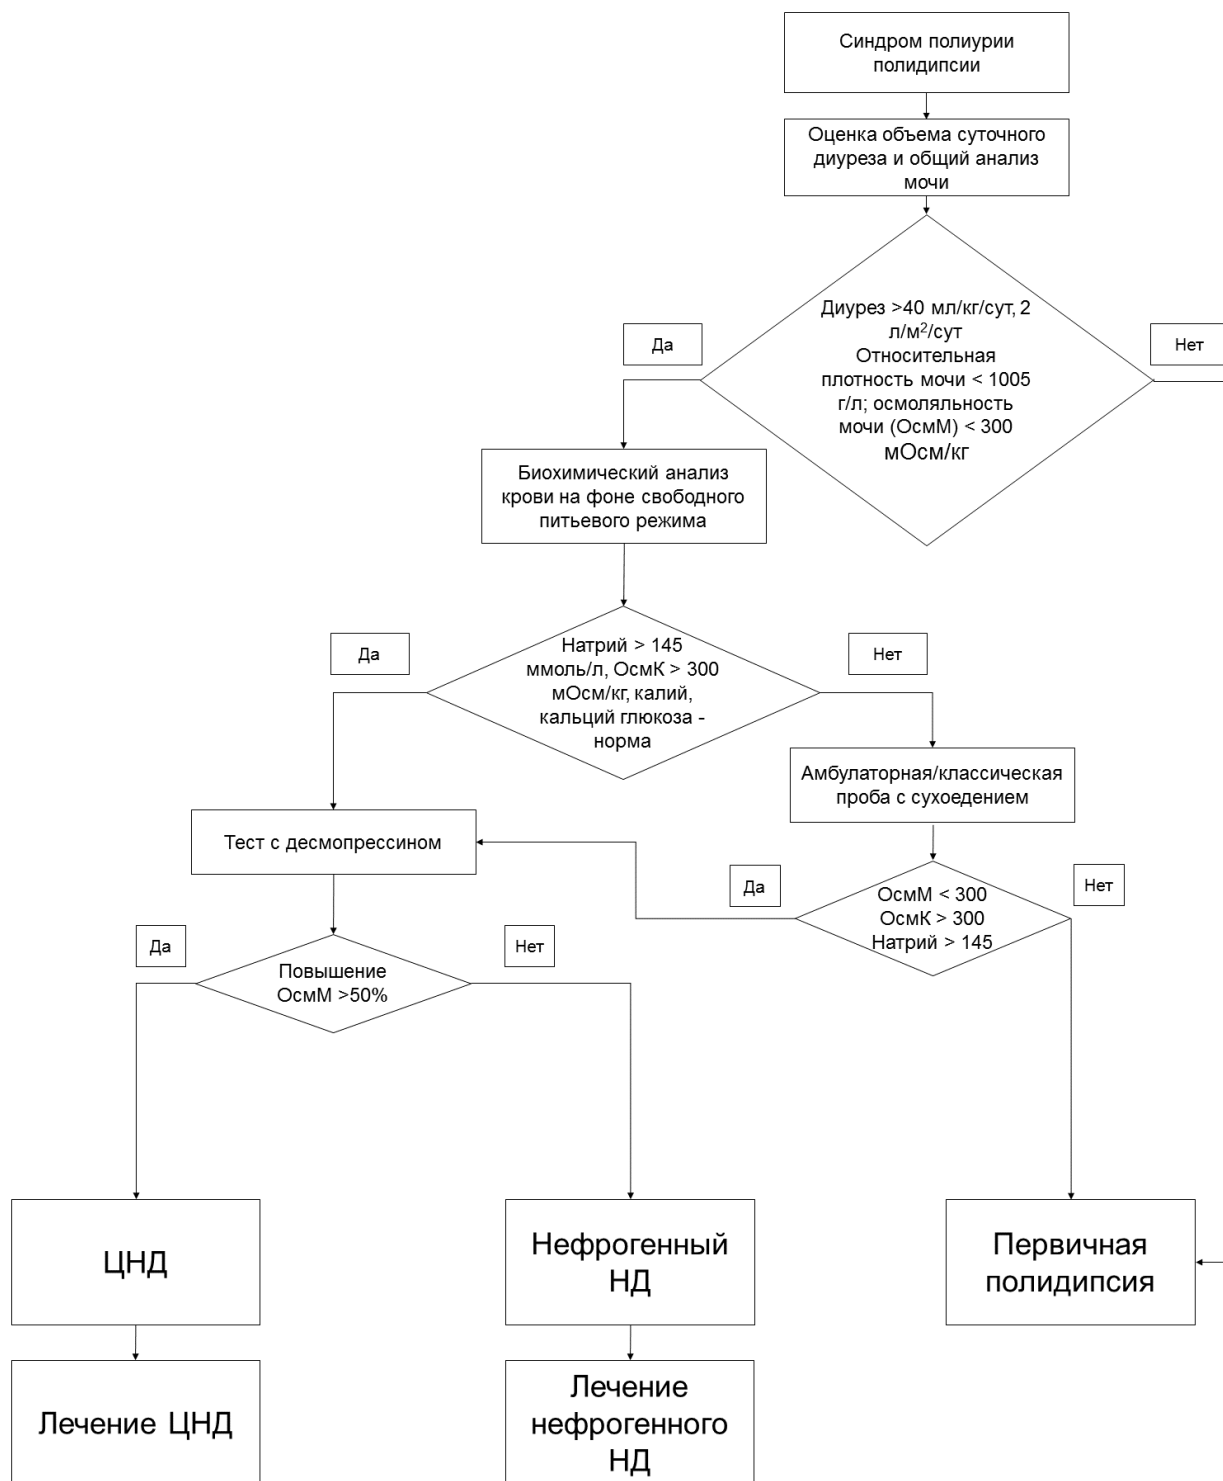 Синдром полиурии
полидипсии
Оценка объема суточного
диуреза и общий анализ
мочи
Диурез >40 мл/кг/сут, 2
л/м²/сут
Относительная
плотность мочи < 1005
г/л; осмоляльность
мочи (ОсмМ) < 300
мОсм/кг
Да
Нет
Биохимический анализ
крови на фоне свободного
питьевого режима
Натрий > 145
ммоль/л, ОсмК > 300
мОсм/кг, калий,
кальций глюкоза -
норма
Да
Нет
Амбулаторная/классическая
проба с сухоедением
Тест с десмопрессином
ОсмМ < 300
ОсмК > 300
Натрий > 145
Да
Нет
Повышение
ОсмМ >50%
Да
Нет
ЦНД
Нефрогенный
НД
Первичная
полидипсия
Лечение ЦНД
Лечение
нефрогенного
НД